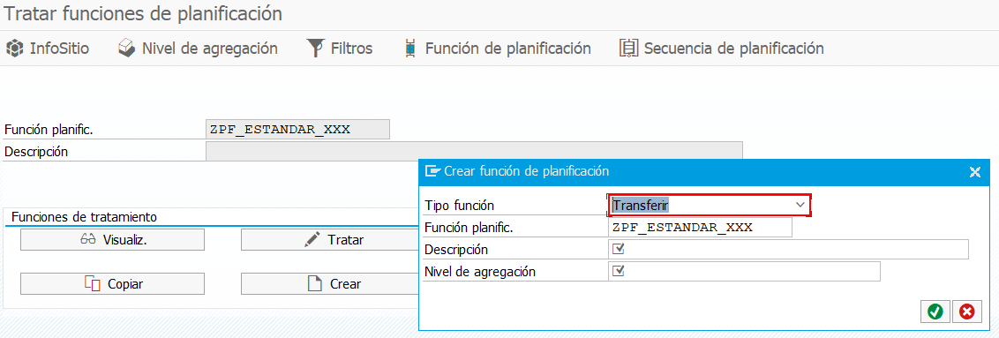 Tratar funciones de planificación
InfoSitio Nivel de agregación Filtros Función de planificación Secuencia de planificación
Función planific. ZPF_ESTANDAR_XXX
Descripción
Funciones de tratamiento
Visualiz. Tratar
Copiar Crear
Crear función de planificación
Tipo función Transferir
Función planific. ZPF_ESTANDAR_XXX
Descripción
Nivel de agregación